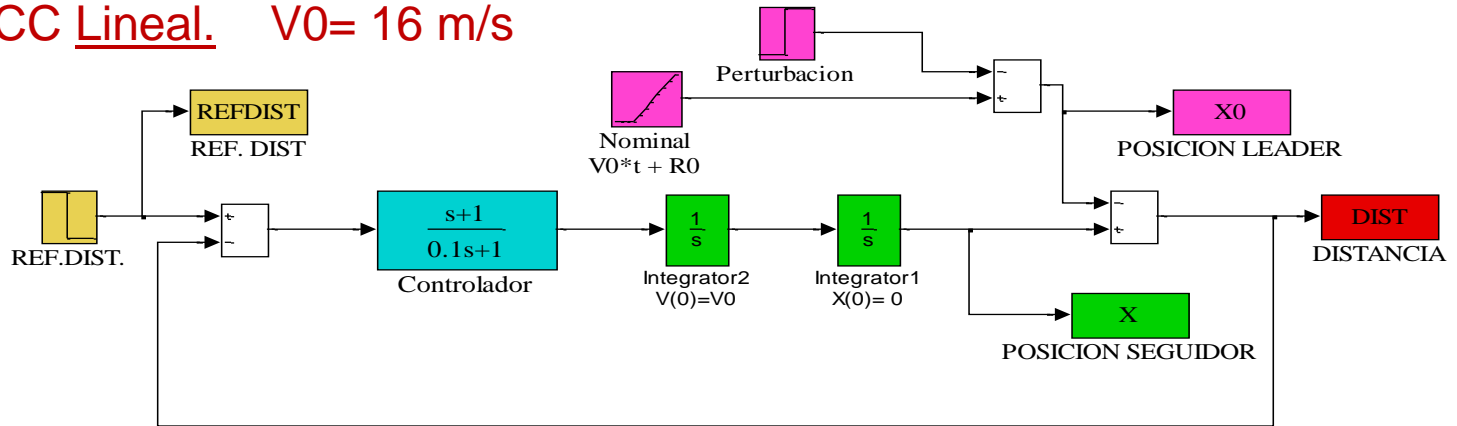 CC Lineal. V0= 16 m/s
Perturbacion
REFDIST
REF. DIST
Nominal
V0*t + R0
X0
POSICION LEADER
REF.DIST.
s+1
0.1s+1
Controlador
1
s
Integrator2
V(0)=V0
1
s
Integrator1
X(0)= 0
DIST
DISTANCIA
X
POSICION SEGUIDOR